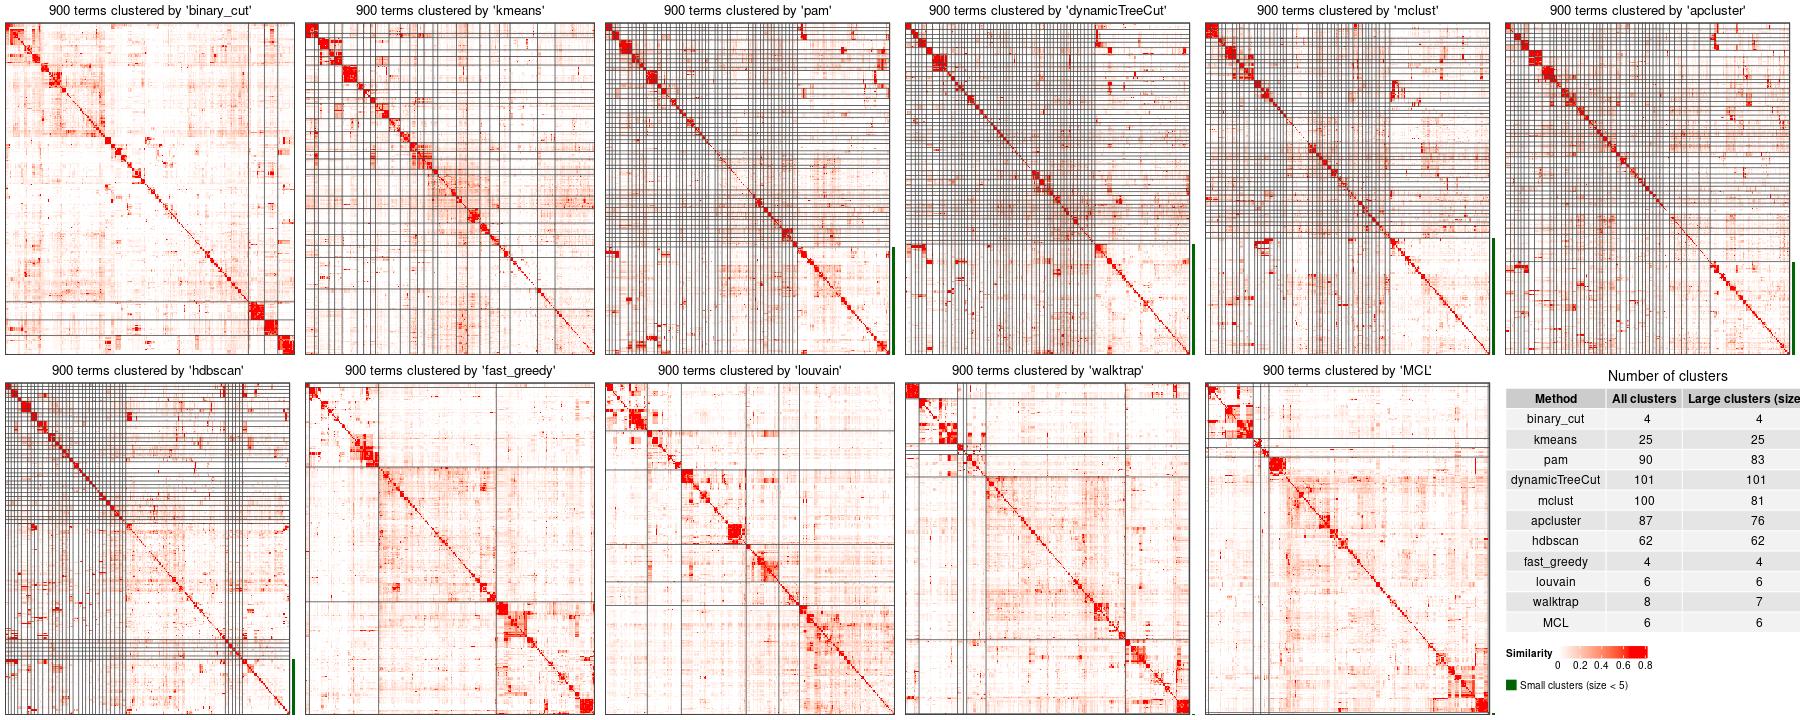 900 terms clustered by 'binary_cut'
900 terms clustered by 'kmeans'
900 terms clustered by 'pam'
900 terms clustered by 'dynamicTreeCut'
900 terms clustered by 'mclust'
900 terms clustered by 'apcluster'
900 terms clustered by 'hdbscan'
900 terms clustered by 'fast_greedy'
900 terms clustered by 'louvain'
900 terms clustered by 'walktrap'
900 terms clustered by 'MCL'
Number of clusters
Method All clusters Large clusters (size
binary_cut 4 4
kmeans 25 25
pam 90 83
dynamicTreeCut 101 101
mclust 100 81
apcluster 87 76
hdbscan 62 62
fast_greedy 4 4
louvain 6 6
walktrap 8 7
MCL 6 6
Similarity
0 0.2 0.4 0.6 0.8
Small clusters (size < 5)